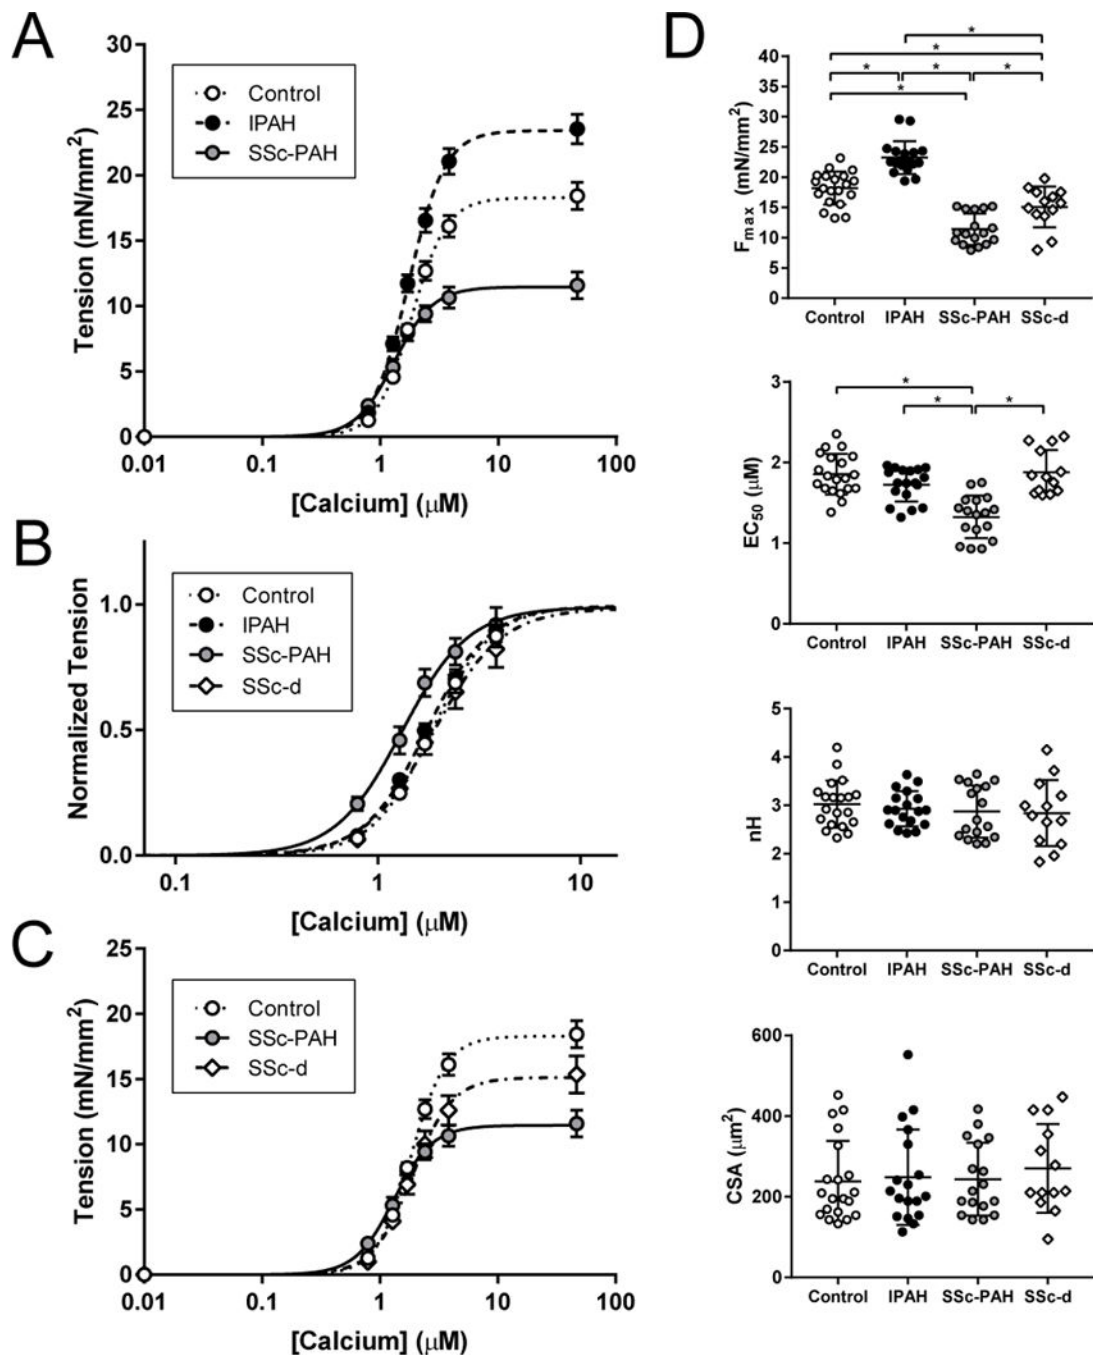 A
Tension (mN/mm²)
30
25
20
15
10
5
0
Control
IPAH
SSc-PAH
0.01 0.1 1 10 100
[Calcium] (μM)
B
Normalized Tension
1.0
0.5
0.0
Control
IPAH
SSc-PAH
SSc-d
0.1 1 10
[Calcium] (μM)
C
Tension (mN/mm²)
25
20
15
10
5
0
Control
SSc-PAH
SSc-d
0.01 0.1 1 10 100
[Calcium] (μM)
D
*
*
* * *
*
Fmax (mN/mm²)
40
35
30
25
20
15
10
5
0
Control IPAH SSc-PAH SSc-d
*
* *
EC₅₀ (μM)
3
2
1
0
Control IPAH SSc-PAH SSc-d
nH
5
4
3
2
1
0
Control IPAH SSc-PAH SSc-d
CSA (μm²)
600
400
200
0
Control IPAH SSc-PAH SSc-d